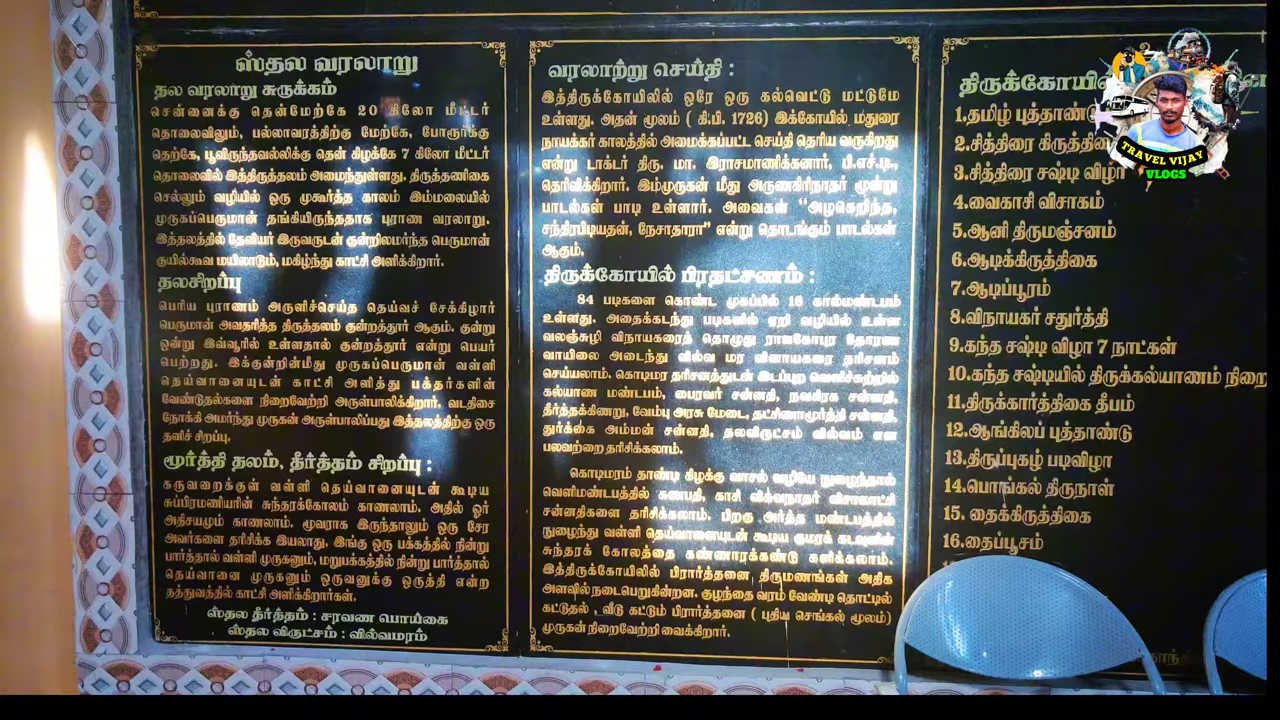 ஸ்தல வரலாறு
தல வரலாறு சுருக்கம்
சென்னைக்கு தென்மேற்கே 20 கிலோ மீட்டர்
தொலைவிலும், பல்லாவரத்திற்கு மேற்கே, போரூர்க்கு
தெற்கே, பூவிருந்தவல்லிக்கு தென் கிழக்கே 7 கிலோ மீட்டர்
தொலைவில் இத்திருத்தலம் அமைந்துள்ளது. திருத்தணிகை
செல்லும் வழியில் ஒரு முகூர்த்த காலம் இம்மலையில்
முருகப்பெருமான் தங்கியிருந்ததாக புராண வரலாறு.
இத்தலத்தில் தேவியர் இருவருடன் குன்றிலமர்ந்த பெருமான்
குயில்கூவ மயிலாடும், மகிழ்ந்து காட்சி அளிக்கிறார்.
தலசிறப்பு
பெரிய புராணம் அருளிச்செய்த தெய்வச் சேக்கிழார்
பெருமான் அவதரித்த திருத்தலம் குன்றத்தூர் ஆகும். குன்று
ஒன்று இவ்வூரில் உள்ளதால் குன்றத்தூர் என்று பெயர்
பெற்றது. இக்குன்றின்மீது முருகப்பெருமான் வள்ளி
தெய்வானையுடன் காட்சி அளித்து பக்தர்களின்
வேண்டுதல்களை நிறைவேற்றி அருள்பாலிக்கிறார். வடதிசை
நோக்கி அமர்ந்து முருகன் அருள்பாலிப்பது இத்தலத்திற்கு ஒரு
தனிச் சிறப்பு.
மூர்த்தி தலம், தீர்த்தம் சிறப்பு :
கருவறைக்குள் வள்ளி தெய்வானையுடன் கூடிய
சுப்பிரமணியரின் சுந்தரக்கோலம் காணலாம். அதில் ஓர்
அதிசயமும் காணலாம். மூவராக இருந்தாலும் ஒரு சேர
அவர்களை தரிசிக்க இயலாது. இங்கு ஒரு பக்கத்தில் நின்று
பார்த்தால் வள்ளி முருகனும், மறுபக்கத்தில் நின்று பார்த்தால்
தெய்வானை முருகனும் ஒருவனுக்கு ஒருத்தி என்ற
தத்துவத்தில் காட்சி அளிக்கிறார்கள்.
ஸ்தல தீர்த்தம் : சரவண பொய்கை
ஸ்தல விருட்சம் : வில்வமரம்
வரலாற்று செய்தி :
இத்திருக்கோயிலில் ஒரே ஒரு கல்வெட்டு மட்டுமே
உள்ளது. அதன் மூலம் ( கி.பி. 1726) இக்கோயில் மதுரை
நாயக்கர் காலத்தில் அமைக்கப்பட்ட செய்தி தெரிய வருகிறது
என்று டாக்டர் திரு. மா. இராசமாணிக்கனார், பி.எச்.டி.,
தெரிவிக்கிறார். இம்முருகன் மீது அருணகிரிநாதர் மூன்று
பாடல்கள் பாடி உள்ளார். அவைகள் “அழகெறிந்த,
சந்திரபீடியதன், நேசாதாரா” என்று தொடங்கும் பாடல்கள்
ஆகும்.
திருக்கோயில் பிரதட்சணம் :
84 படிகளை கொண்ட முகப்பில் 16 கால்மண்டபம்
உள்ளது. அதைக்கடந்து படிகளில் ஏறி வழியில் உள்ள
வலஞ்சுழி விநாயகரைத் தொழுது ராஜகோபுர தோரண
வாயிலை அடைந்து வில்வ மர விநாயகரை தரிசனம்
செய்யலாம். கொடிமர தரிசனத்துடன் இடப்புற வெளிச்சுற்றில்
கல்யாண மண்டபம், பைரவர் சன்னதி, நவகிரக சன்னதி,
தீர்த்தக்கிணறு, வேம்பு அரசு மேடை, தட்சிணாமூர்த்தி சன்னதி,
துர்க்கை அம்மன் சன்னதி, தலவிருட்சம் வில்வம் என
பலவற்றை தரிசிக்கலாம்.
கொடிமரம் தாண்டி கிழக்கு வாசல் வழியே நுழைந்தால்
வெளிமண்டபத்தில் கணபதி, காசி விஸ்வநாதர் விசாலாட்சி
சன்னதிகளை தரிசிக்கலாம். பிறகு அர்த்த மண்டபத்தில்
நுழைந்து வள்ளி தெய்வானையுடன் கூடிய குமரக் கடவுளின்
சுந்தரக் கோலத்தை கண்ணாரக்கண்டு களிக்கலாம்.
இத்திருக்கோயிலில் பிரார்த்தனை திருமணங்கள் அதிக
அளவில் நடைபெறுகின்றன. குழந்தை வரம் வேண்டி தொட்டில்
கட்டுதல் , வீடு கட்டும் பிரார்த்தனை ( புதிய செங்கல் மூலம்)
முருகன் நிறைவேற்றி வைக்கிறார்.
திருக்கோயில்
1.தமிழ் புத்தாண்டு
2.சித்திரை கிருத்திகை
3.சித்திரை சஷ்டி விழா
4.வைகாசி விசாகம்
5.ஆனி திருமஞ்சனம்
6.ஆடிக்கிருத்திகை
7.ஆடிப்பூரம்
8.விநாயகர் சதுர்த்தி
9.கந்த சஷ்டி விழா 7 நாட்கள்
10.கந்த சஷ்டியில் திருக்கல்யாணம் நிறை
11.திருக்கார்த்திகை தீபம்
12.ஆங்கிலப் புத்தாண்டு
13.திருப்புகழ் படிவிழா
14.பொங்கல் திருநாள்
15. தைக்கிருத்திகை
16.தைப்பூசம்
TRAVEL VIJAY
VLOGS